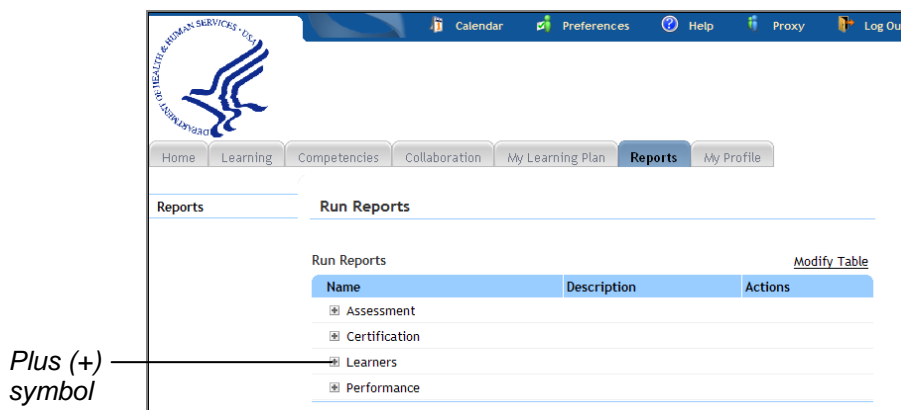 Calendar Preferences Help Proxy Log Ou
DEPARTMENT OF HEALTH & HUMAN SERVICES • USA
Home Learning Competencies Collaboration My Learning Plan Reports My Profile
Reports
Run Reports
Run Reports Modify Table
Name Description Actions
Assessment
Certification
Plus (+) symbol
Learners
Performance